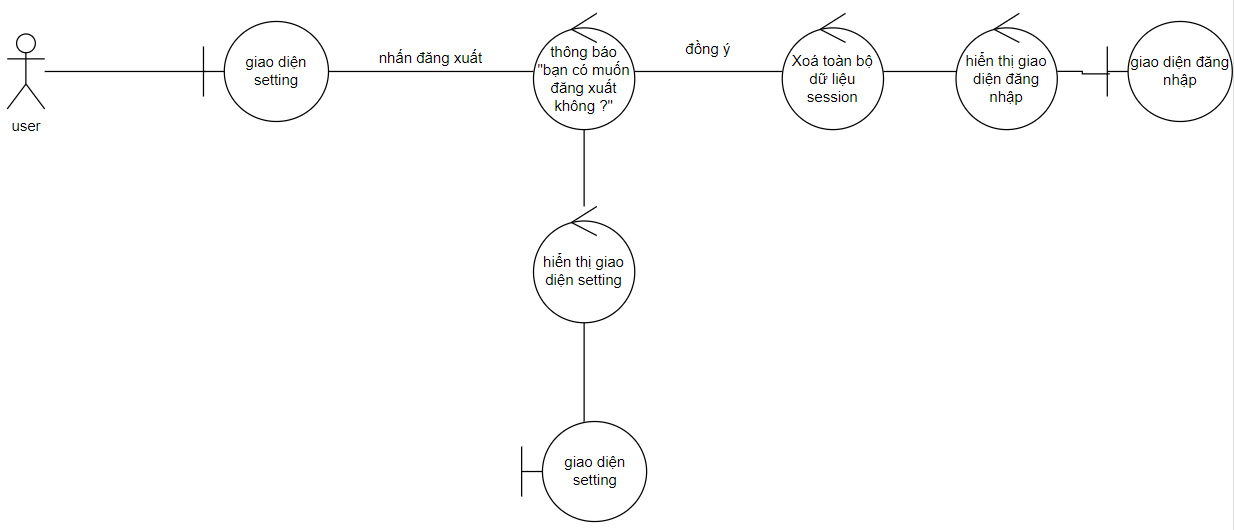 user
giao diện
setting
nhấn đăng xuất
thông báo
"bạn có muốn
đăng xuất
không ?"
đồng ý
Xoá toàn bộ
dữ liệu
session
hiển thị giao
diện đăng
nhập
giao diện đăng
nhập
hiển thị giao
diện setting
giao diện
setting